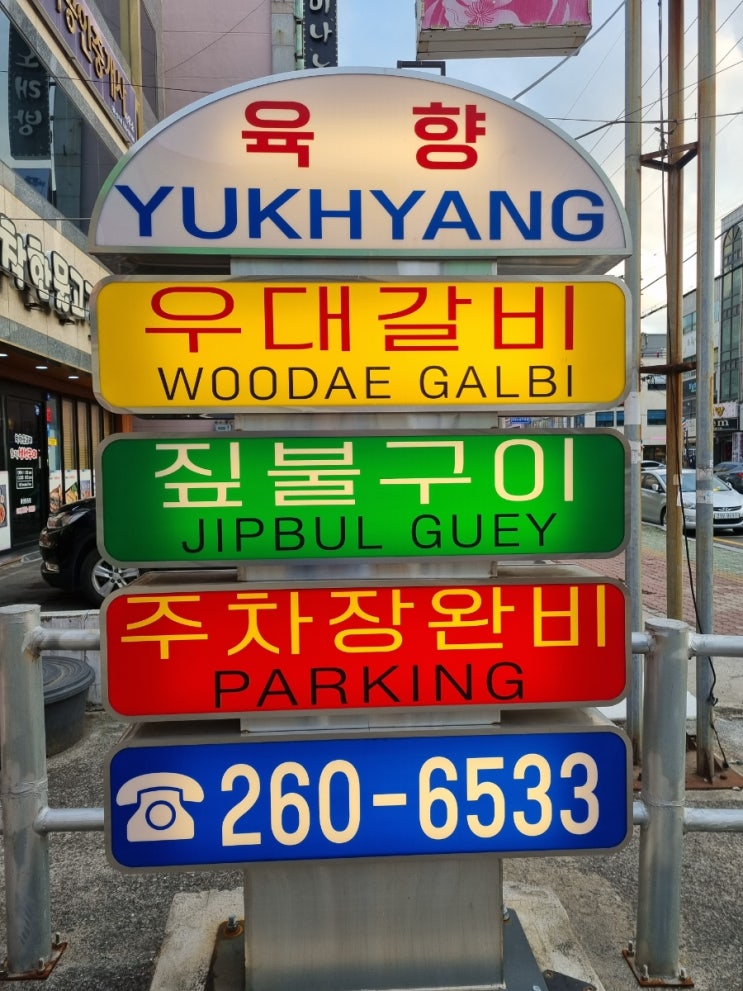 육 향
YUKHYANG
우대갈비
WOODAE GALBI
짚불구이
JIPBUL GUEY
주차장완비
PARKING
260-6533